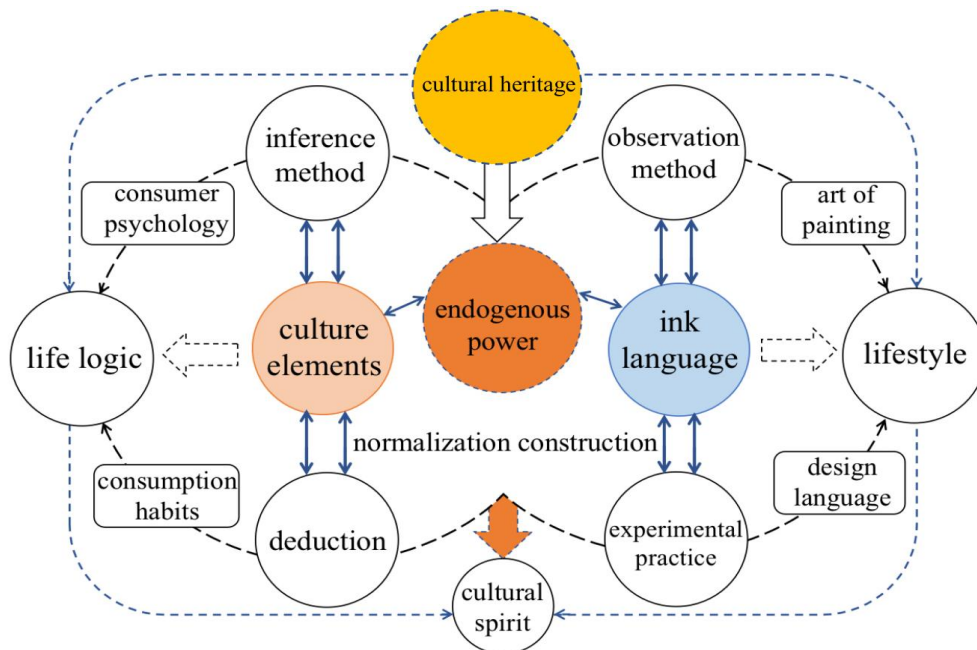 cultural heritage
inference
method
observation
method
consumer
psychology
art of
painting
life logic
culture
elements
endogenous
power
ink
language
lifestyle
normalization construction
consumption
habits
design
language
deduction
experimental
practice
cultural
spirit